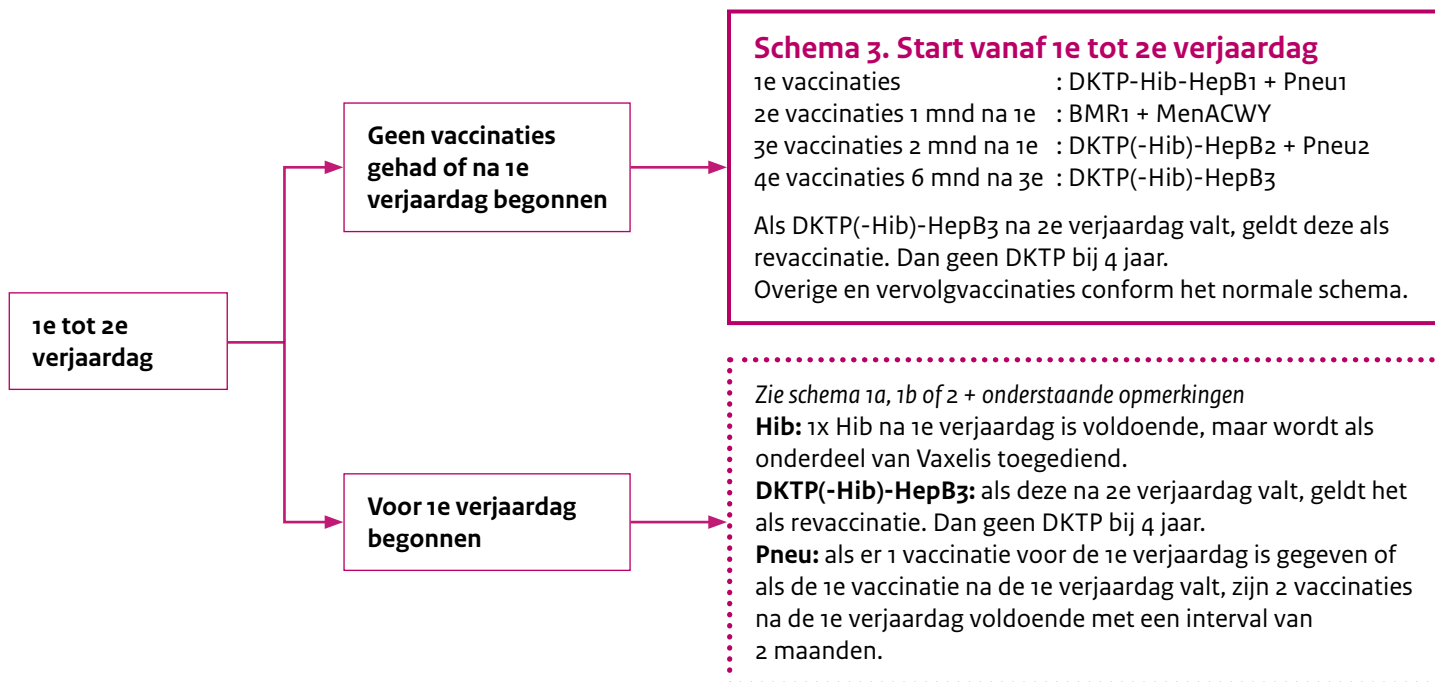 1e tot 2e
verjaardag
Geen vaccinaties
gehad of na 1e
verjaardag begonnen
Schema 3. Start vanaf 1e tot 2e verjaardag
1e vaccinaties : DKTP-Hib-HepB1 + Pneu1
2e vaccinaties 1 mnd na 1e : BMR1 + MenACWY
3e vaccinaties 2 mnd na 1e : DKTP(-Hib)-HepB2 + Pneu2
4e vaccinaties 6 mnd na 3e : DKTP(-Hib)-HepB3
Als DKTP(-Hib)-HepB3 na 2e verjaardag valt, geldt deze als
revaccinatie. Dan geen DKTP bij 4 jaar.
Overige en vervolgvaccinaties conform het normale schema.
Voor 1e verjaardag
begonnen
Zie schema 1a, 1b of 2 + onderstaande opmerkingen
Hib: 1x Hib na 1e verjaardag is voldoende, maar wordt als
onderdeel van Vaxelis toegediend.
DKTP(-Hib)-HepB3: als deze na 2e verjaardag valt, geldt het
als revaccinatie. Dan geen DKTP bij 4 jaar.
Pneu: als er 1 vaccinatie voor de 1e verjaardag is gegeven of
als de 1e vaccinatie na de 1e verjaardag valt, zijn 2 vaccinaties
na de 1e verjaardag voldoende met een interval van
2 maanden.